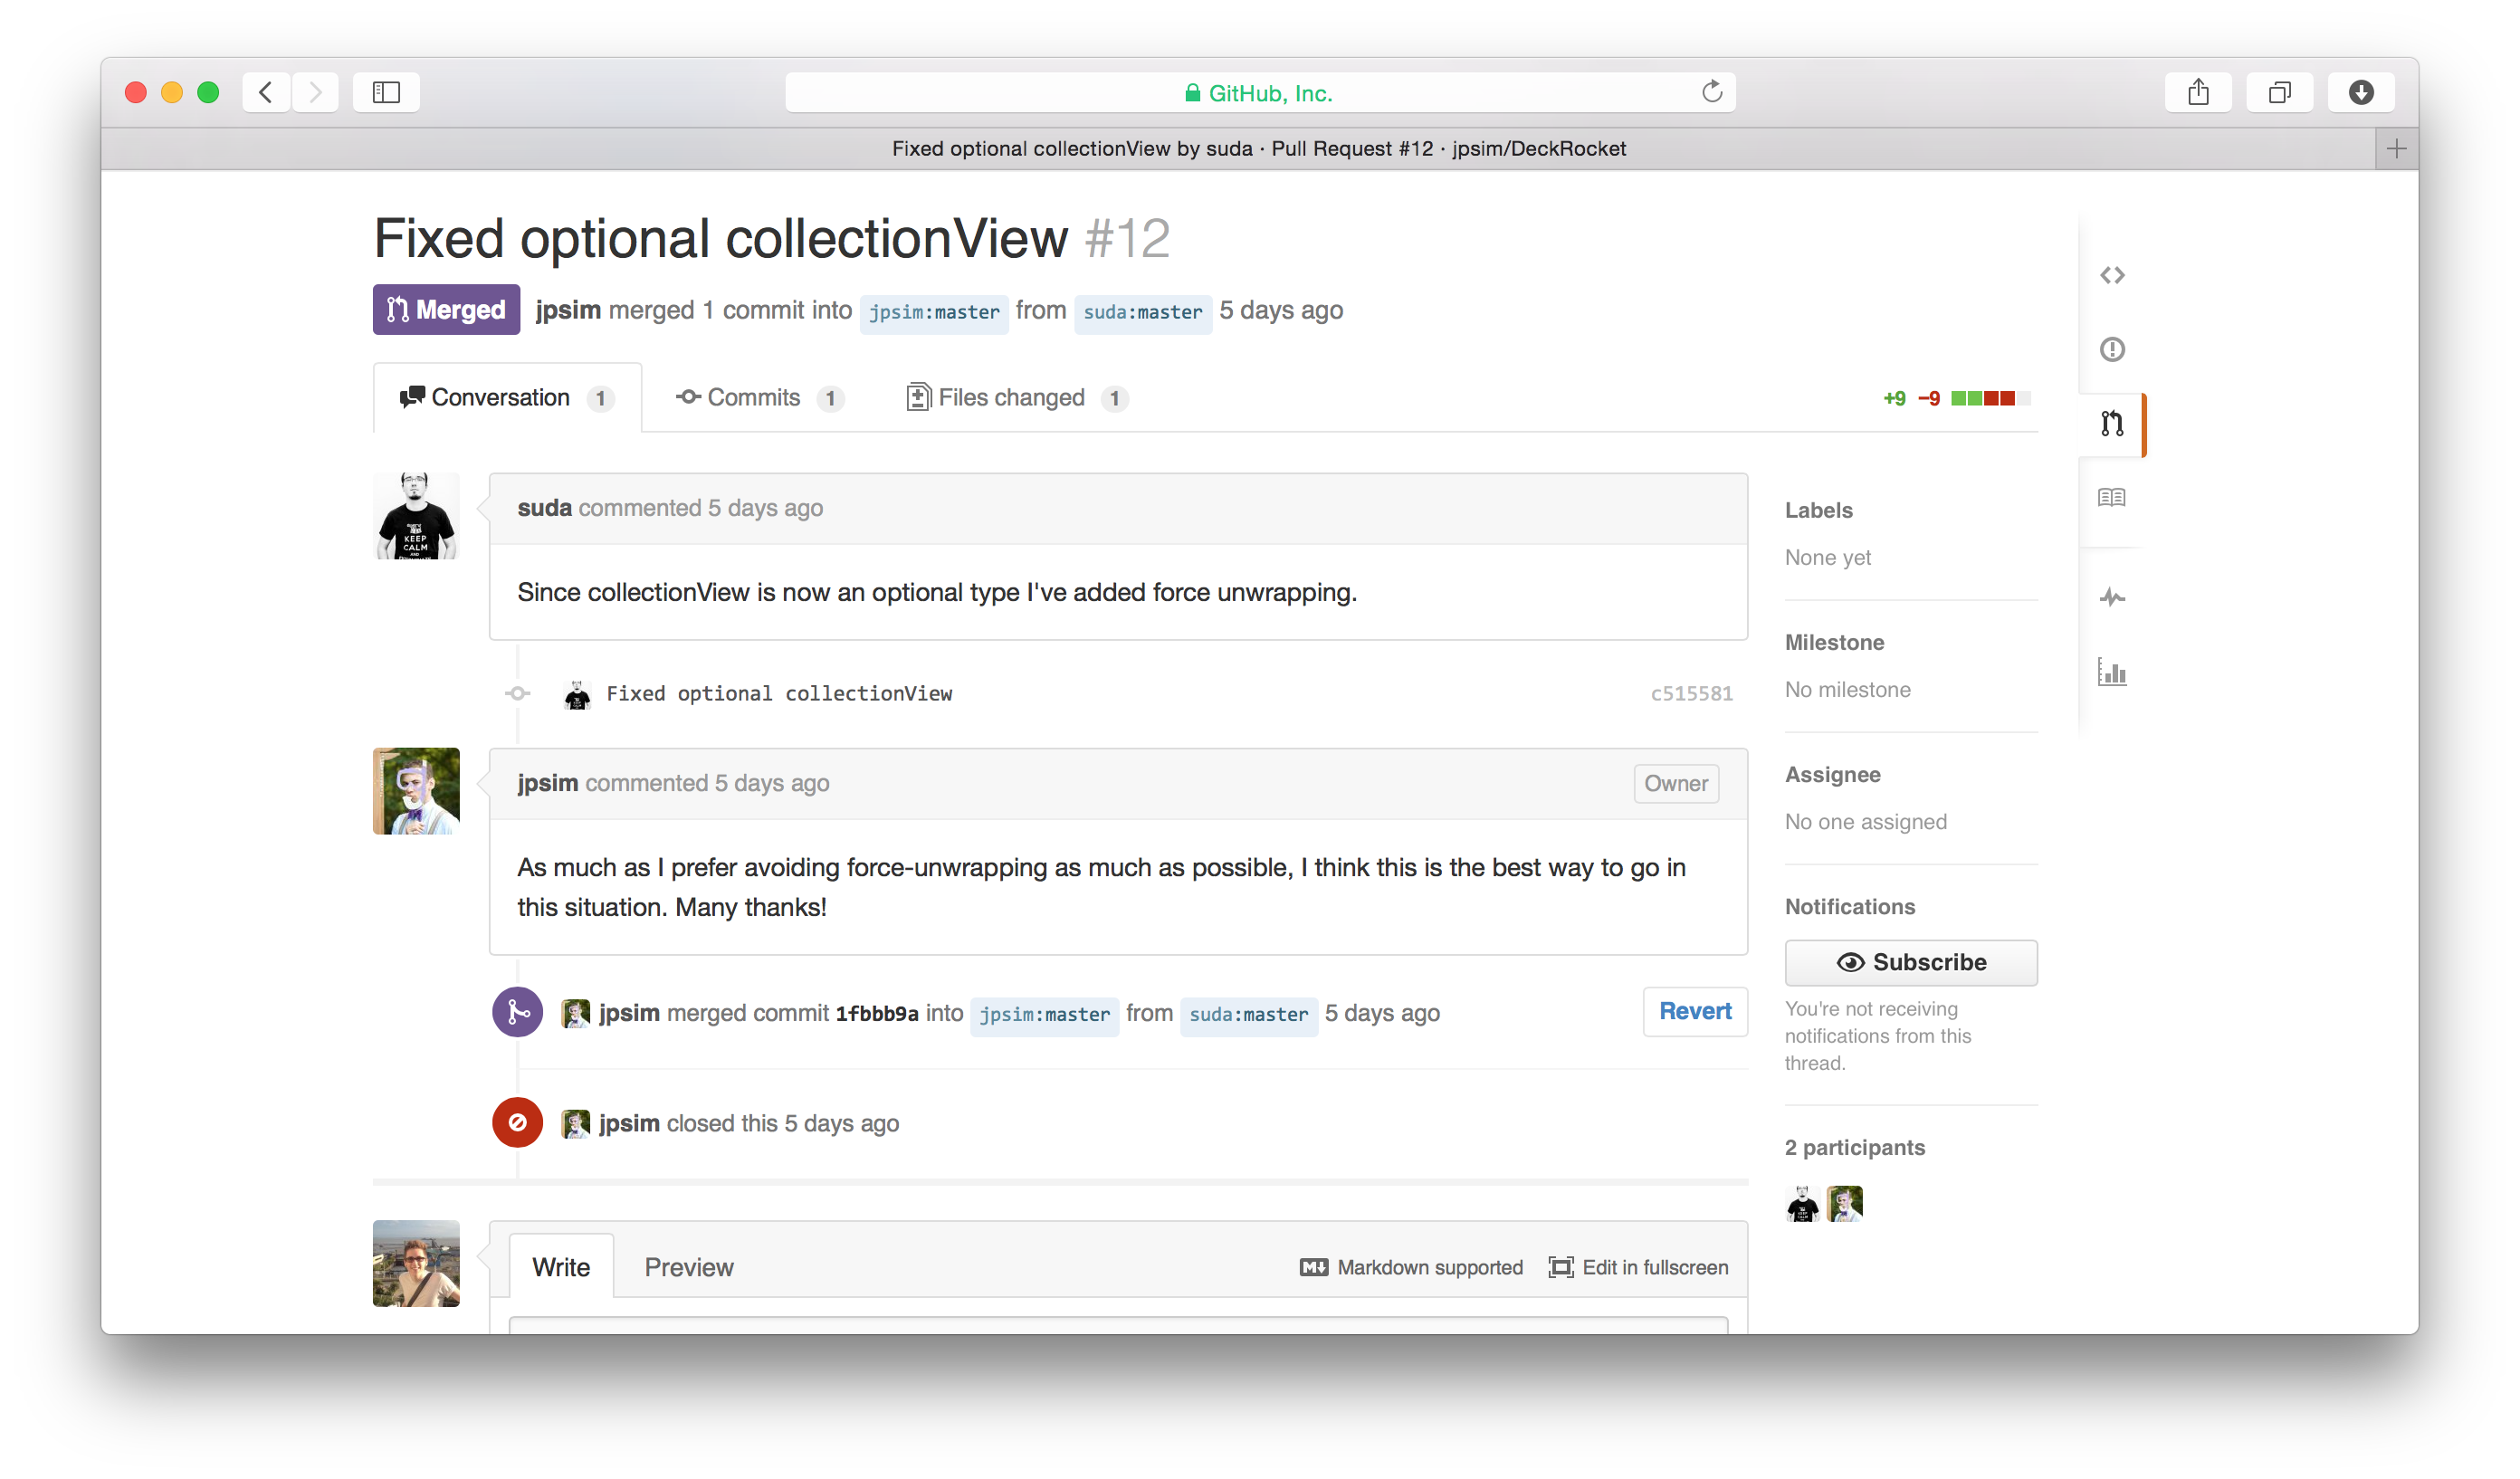 GitHub, Inc.
Fixed optional collectionView by suda · Pull Request #12 · jpsim/DeckRocket
Fixed optional collectionView #12
Merged jpsim merged 1 commit into jpsim:master from suda:master 5 days ago
Conversation 1 Commits 1 Files changed 1 +9 −9
suda commented 5 days ago
Since collectionView is now an optional type I've added force unwrapping.
Fixed optional collectionView c515581
jpsim commented 5 days ago Owner
As much as I prefer avoiding force-unwrapping as much as possible, I think this is the best way to go in
this situation. Many thanks!
jpsim merged commit 1fbbb9a into jpsim:master from suda:master 5 days ago Revert
jpsim closed this 5 days ago
Write Preview Markdown supported Edit in fullscreen
Labels
None yet
Milestone
No milestone
Assignee
No one assigned
Notifications
Subscribe
You're not receiving
notifications from this
thread.
2 participants
KEEP
CALM
AND